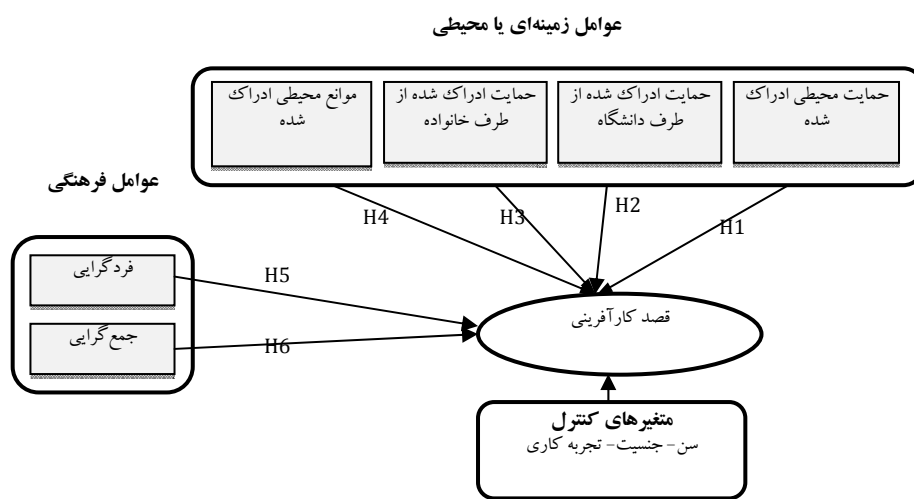 عوامل زمینه‌ای یا محیطی
حمایت محیطی ادراک
شده
حمایت ادراک شده از
طرف دانشگاه
حمایت ادراک شده از
طرف خانواده
موانع محیطی ادراک
شده
H1
H2
H3
H4
عوامل فرهنگی
فردگرایی
جمع‌گرایی
H5
H6
قصد کارآفرینی
متغیرهای کنترل
سن- جنسیت- تجربه کاری